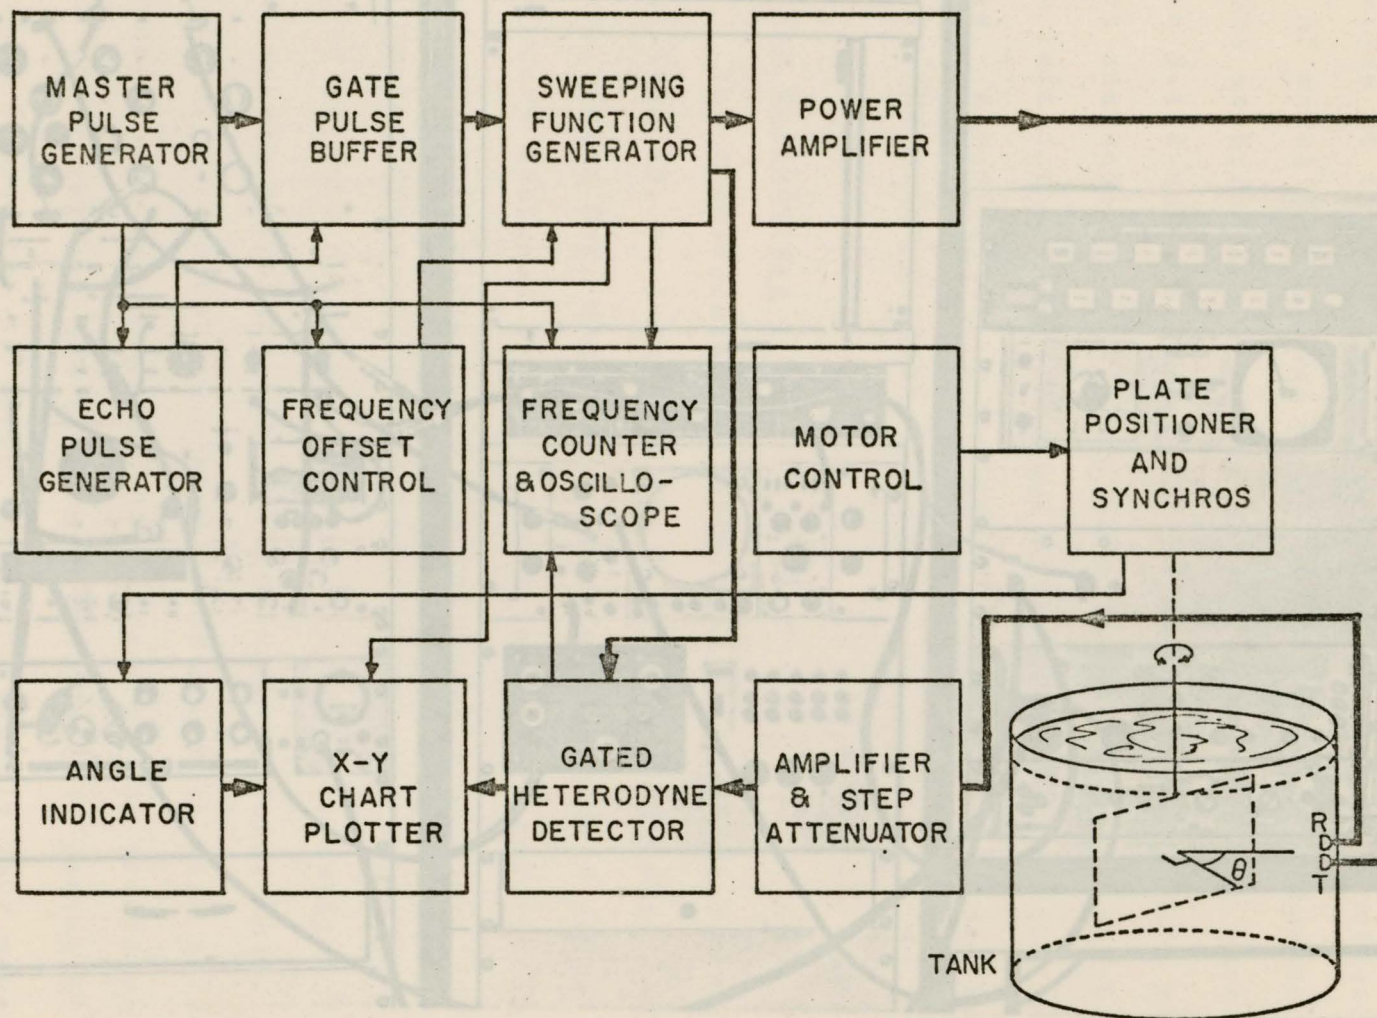 MASTER
PULSE
GENERATOR
GATE
PULSE
BUFFER
SWEEPING
FUNCTION
GENERATOR
POWER
AMPLIFIER
ECHO
PULSE
GENERATOR
FREQUENCY
OFFSET
CONTROL
FREQUENCY
COUNTER
& OSCILLO-
SCOPE
MOTOR
CONTROL
PLATE
POSITIONER
AND
SYNCHROS
ANGLE
INDICATOR
X-Y
CHART
PLOTTER
GATED
HETERODYNE
DETECTOR
AMPLIFIER
& STEP
ATTENUATOR
R
θ
T
TANK